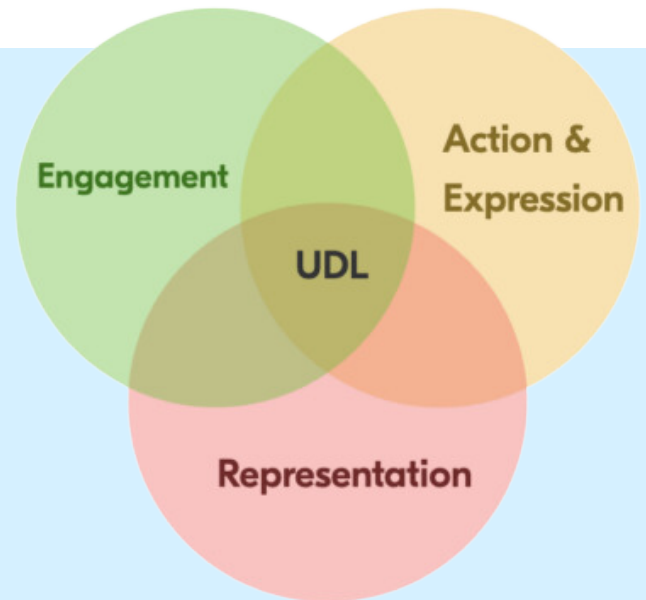 Engagement
Action &
Expression
UDL
Representation